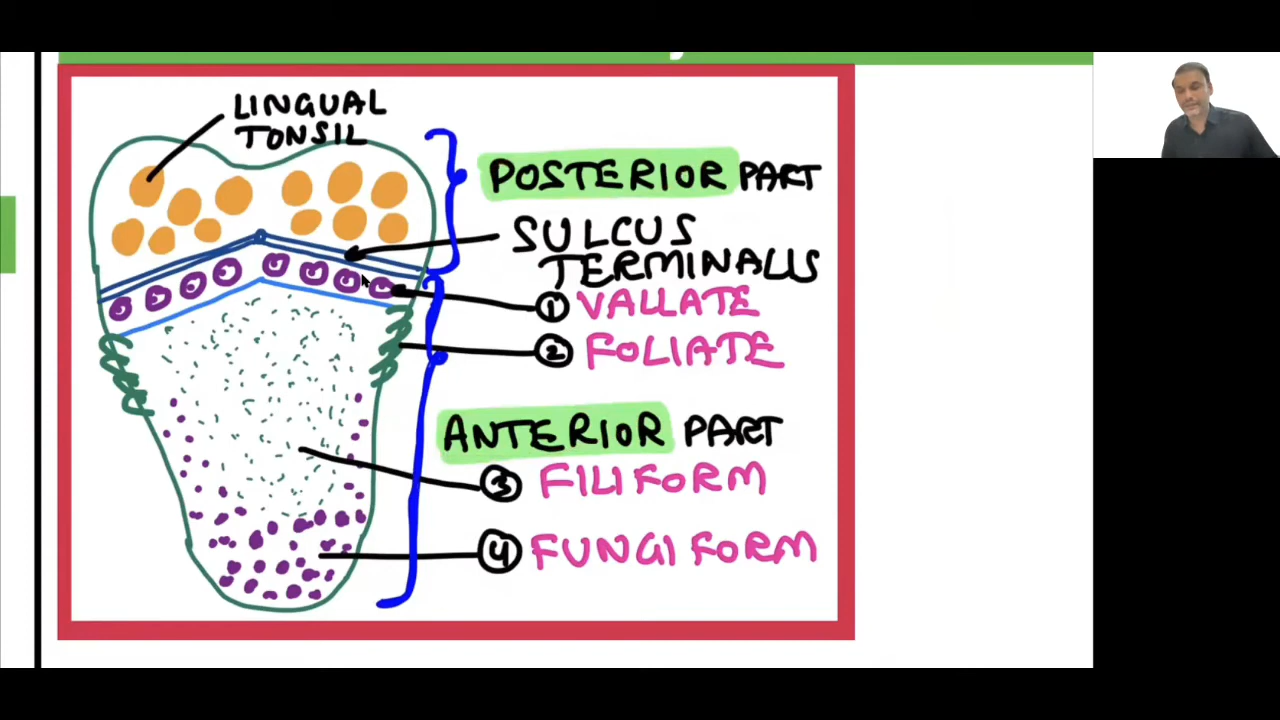 LINGUAL
TONSIL
POSTERIOR PART
SULCUS
TERMINALIS
1 VALLATE
2 FOLIATE
ANTERIOR PART
3 FILIFORM
4 FUNGIFORM